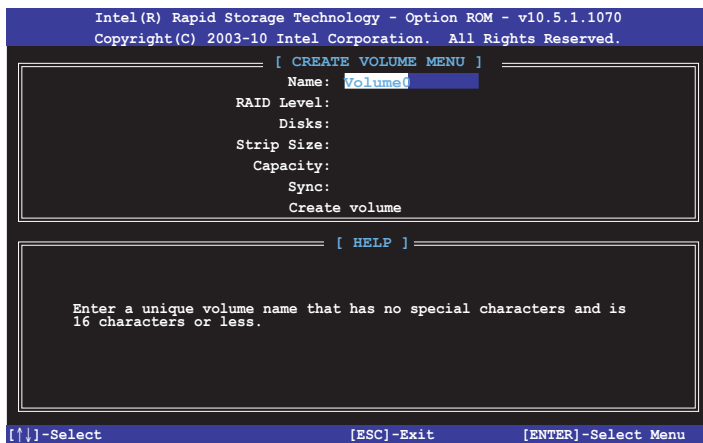 Intel(R) Rapid Storage Technology - Option ROM - v10.5.1.1070
Copyright(C) 2003-10 Intel Corporation. All Rights Reserved.
[ CREATE VOLUME MENU ]
Name: Volume0
RAID Level:
Disks:
Strip Size:
Capacity:
Sync:
Create volume
[ HELP ]
Enter a unique volume name that has no special characters and is
16 characters or less.
[↑↓]-Select [ESC]-Exit [ENTER]-Select Menu